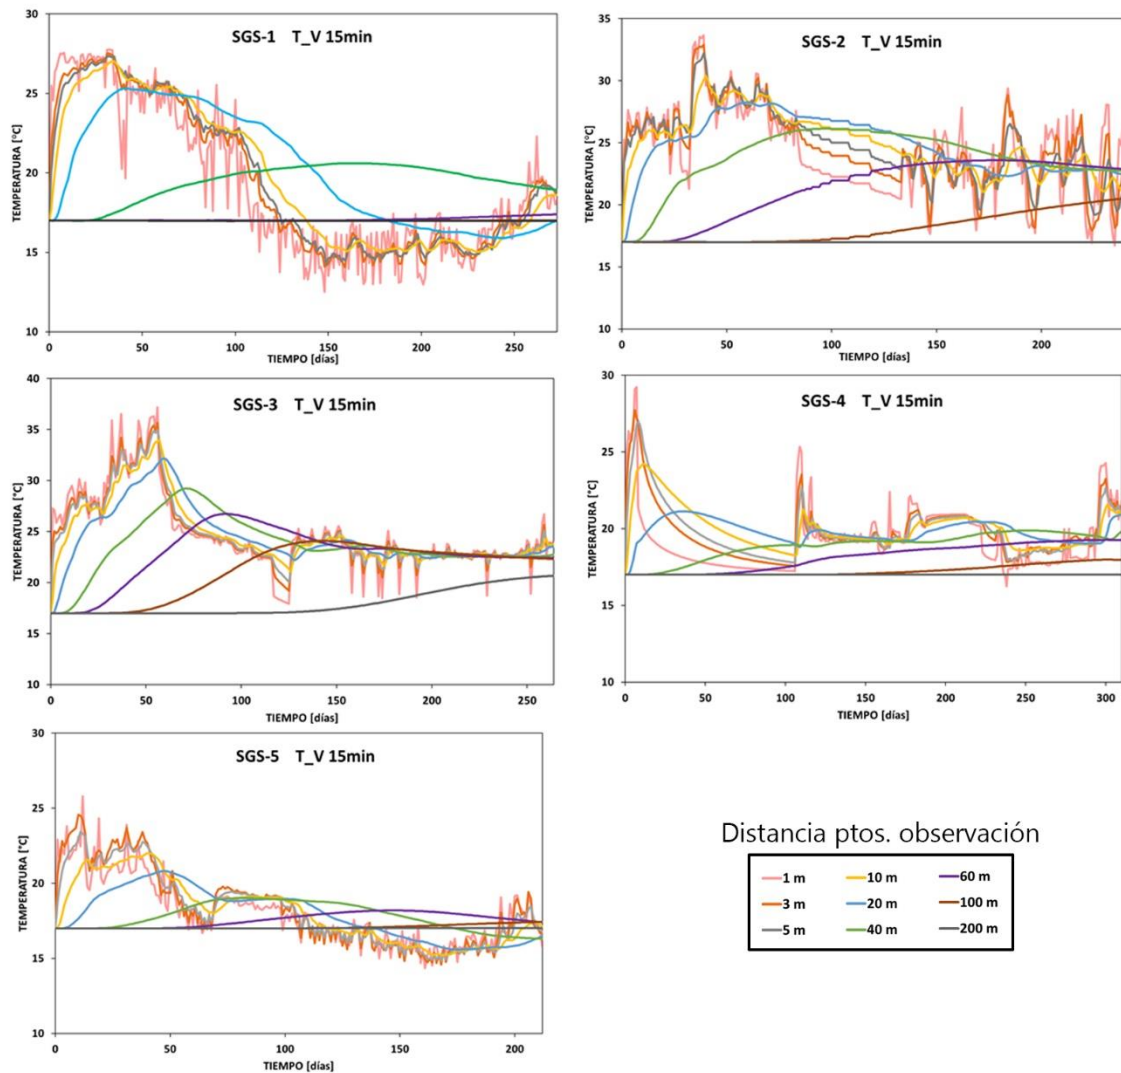 SGS-1 T_V 15min
TEMPERATURA [°C]
30
25
20
15
10
0 50 100 150 200 250
TIEMPO [días]
SGS-2 T_V 15min
TEMPERATURA [°C]
35
30
25
20
15
10
0 50 100 150 200
TIEMPO [días]
SGS-3 T_V 15min
TEMPERATURA [°C]
40
35
30
25
20
15
10
0 50 100 150 200 250
TIEMPO [días]
SGS-4 T_V 15min
TEMPERATURA [°C]
30
25
20
15
10
0 50 100 150 200 250 300
TIEMPO [días]
SGS-5 T_V 15min
TEMPERATURA [°C]
30
25
20
15
10
0 50 100 150 200
TIEMPO [días]
Distancia ptos. observación
1 m 10 m 60 m
3 m 20 m 100 m
5 m 40 m 200 m